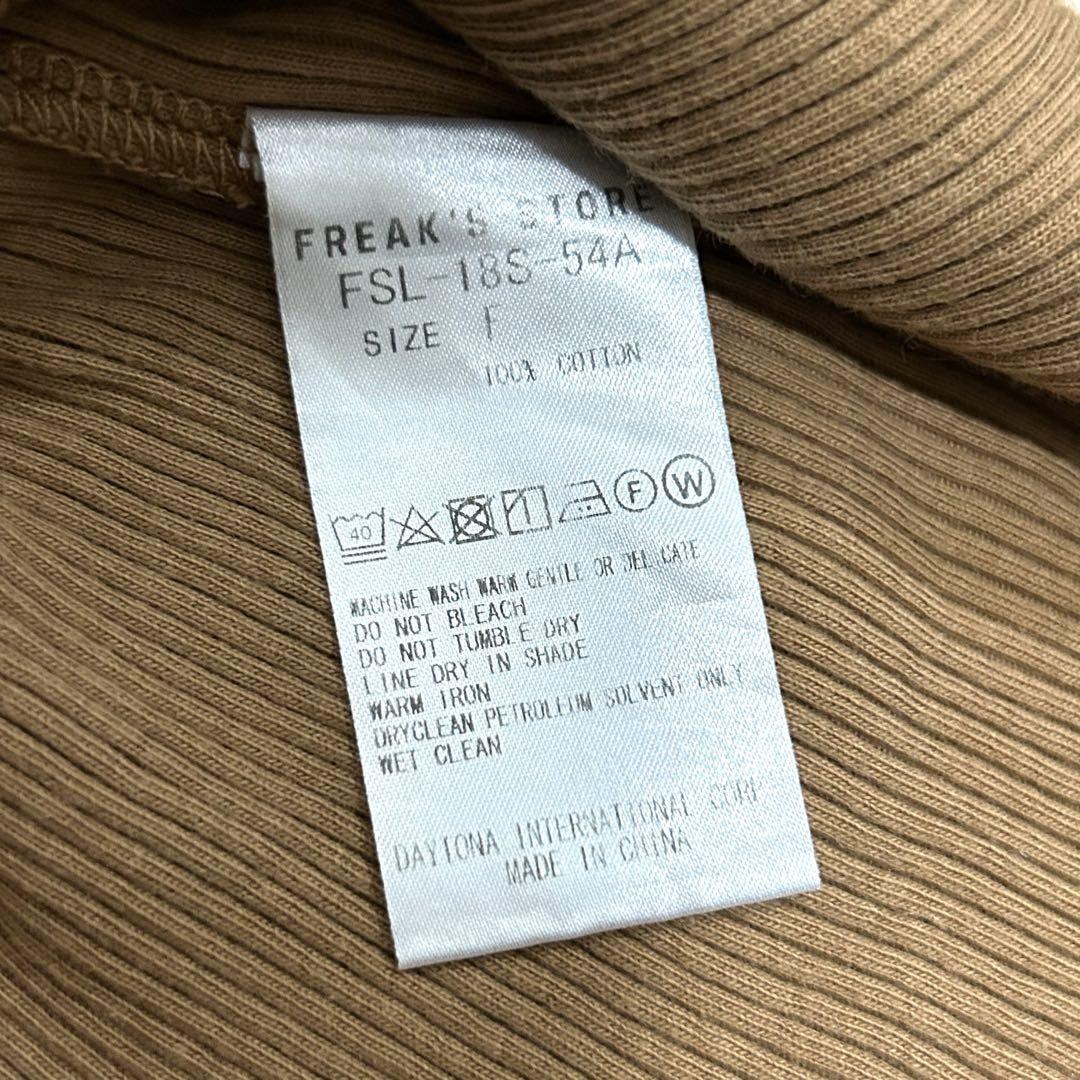 FREAK'S STORE
FSL-18S-54A
SIZE F
100% COTTON
40 F W
MACHINE WASH WARM GENTLE OR DELICATE
DO NOT BLEACH
DO NOT TUMBLE DRY
LINE DRY IN SHADE
WARM IRON
DRYCLEAN PETROLEUM SOLVENT ONLY
WET CLEAN
DAYTONA INTERNATIONAL CORP
MADE IN CHINA